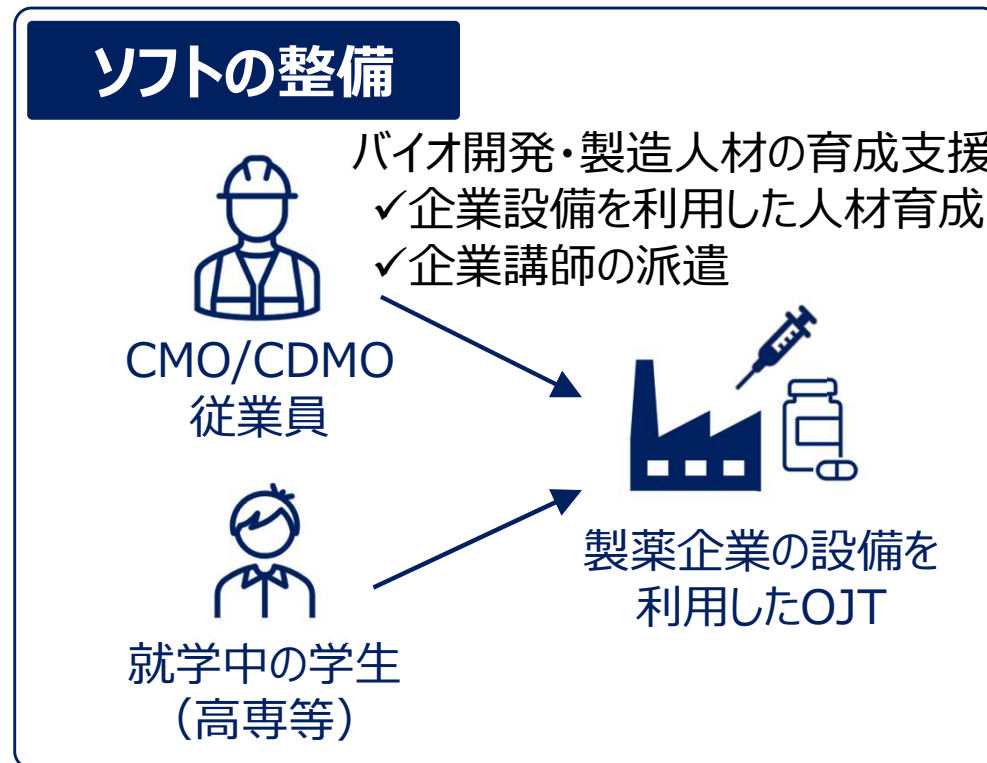 ソフトの整備
バイオ開発・製造人材の育成支援
✓企業設備を利用した人材育成
✓企業講師の派遣
CMO/CDMO
従業員
製薬企業の設備を
利用したOJT
就学中の学生
（高専等）